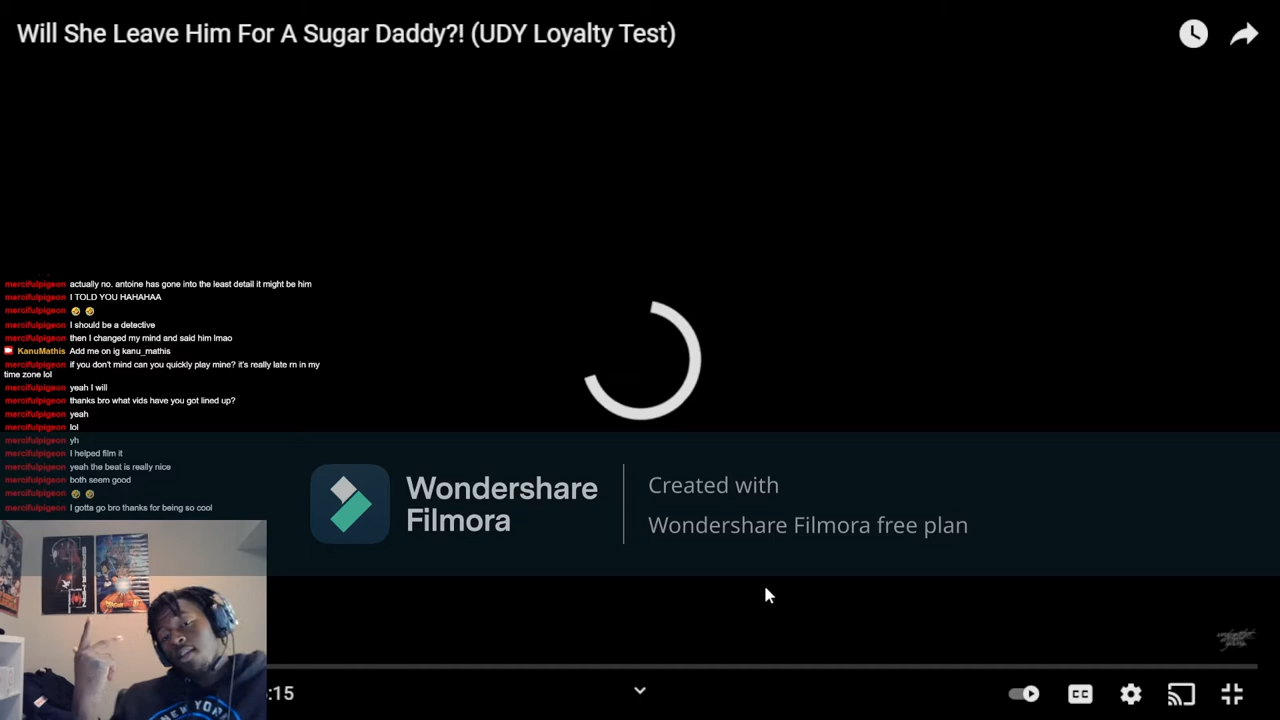 Will She Leave Him For A Sugar Daddy?! (UDY Loyalty Test)
mercifulpigeon actually no. antoine has gone into the least detail it might be him
mercifulpigeon I TOLD YOU HAHAHAA
mercifulpigeon 🤣 🤣
mercifulpigeon I should be a detective
mercifulpigeon then I changed my mind and said him lmao
KanuMathis Add me on ig kanu_mathis
mercifulpigeon if you don't mind can you quickly play mine? it's really late rn in my
time zone lol
mercifulpigeon yeah I will
mercifulpigeon thanks bro what vids have you got lined up?
mercifulpigeon yeah
mercifulpigeon lol
mercifulpigeon yh
mercifulpigeon I helped film it
mercifulpigeon yeah the beat is really nice
mercifulpigeon both seem good
mercifulpigeon 🤣 🤣
mercifulpigeon I gotta go bro thanks for being so cool
Wondershare
Filmora
Created with
Wondershare Filmora free plan
NEW YORK
:15
CC